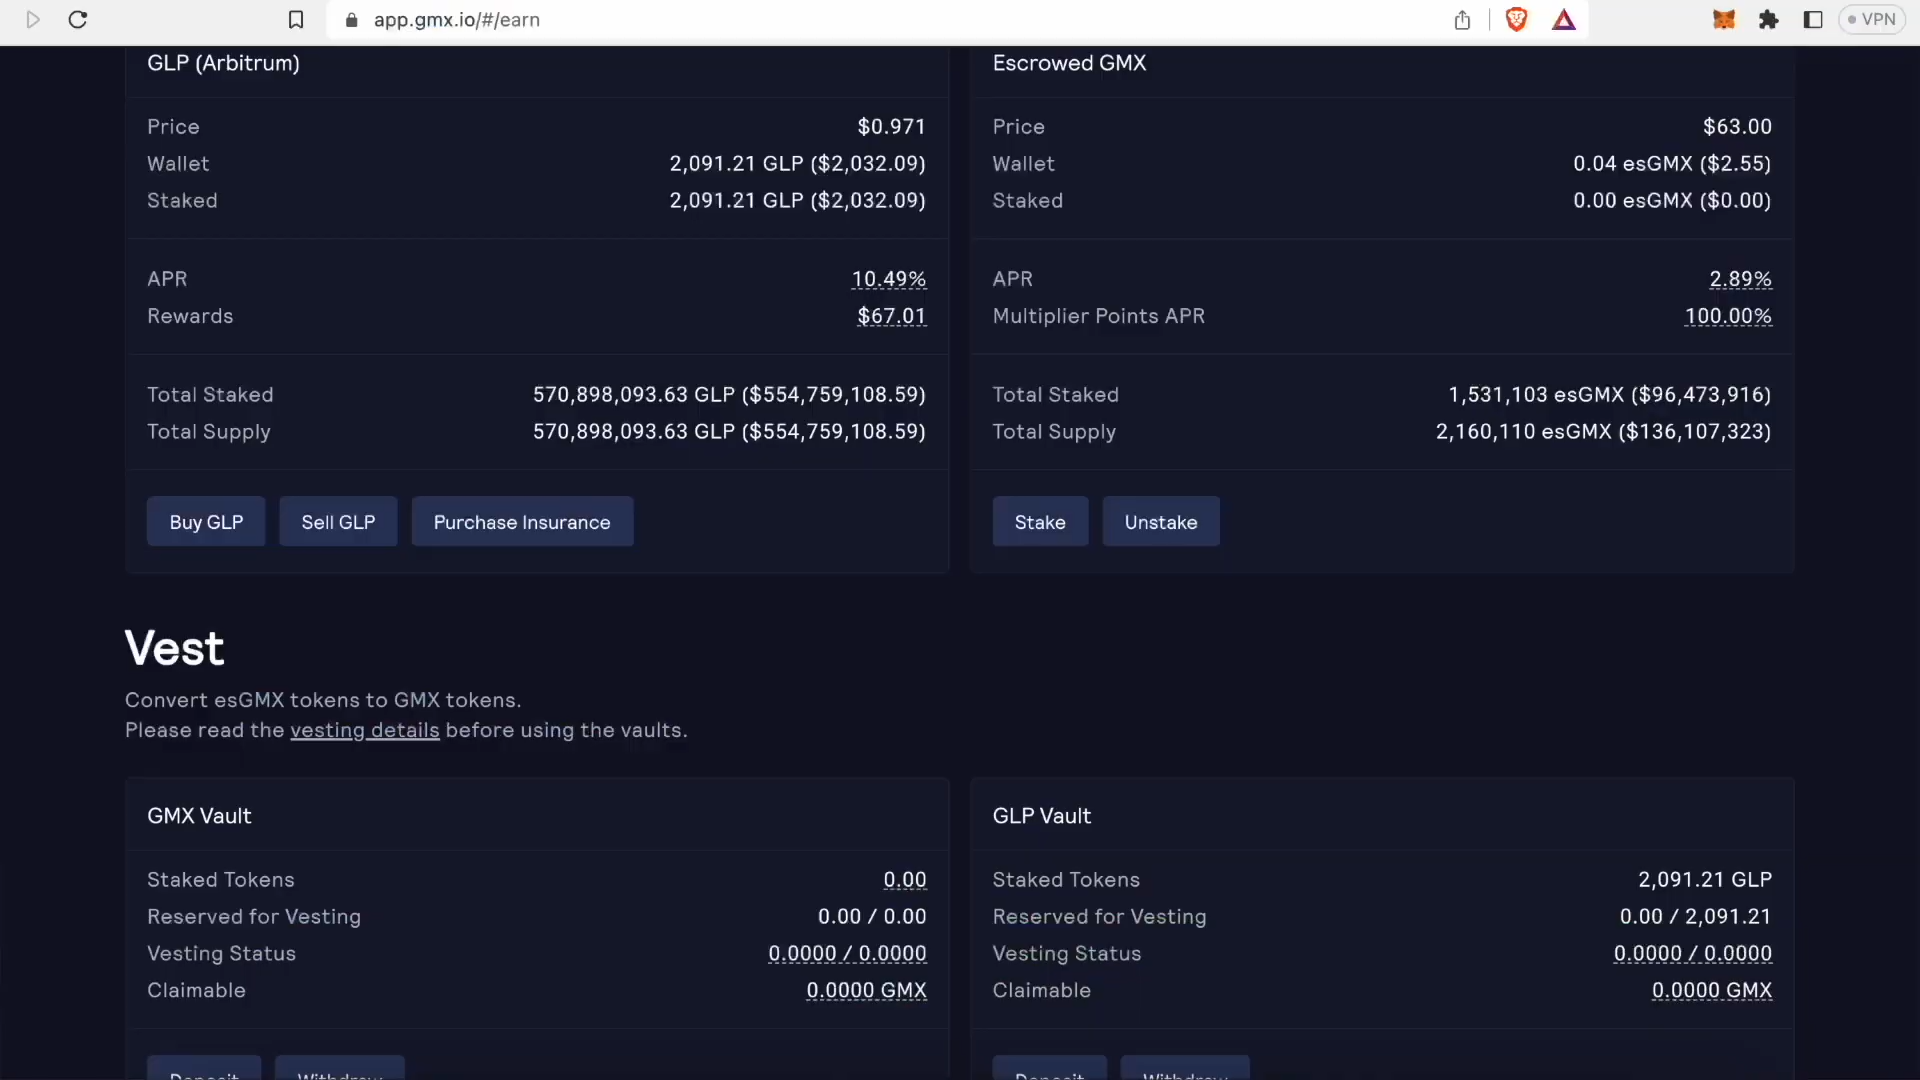 app.gmx.io/#/earn
VPN
GLP (Arbitrum)
Price $0.971
Wallet 2,091.21 GLP ($2,032.09)
Staked 2,091.21 GLP ($2,032.09)
APR 10.49%
Rewards $67.01
Total Staked 570,898,093.63 GLP ($554,759,108.59)
Total Supply 570,898,093.63 GLP ($554,759,108.59)
Buy GLP Sell GLP Purchase Insurance
Escrowed GMX
Price $63.00
Wallet 0.04 esGMX ($2.55)
Staked 0.00 esGMX ($0.00)
APR 2.89%
Multiplier Points APR 100.00%
Total Staked 1,531,103 esGMX ($96,473,916)
Total Supply 2,160,110 esGMX ($136,107,323)
Stake Unstake
Vest
Convert esGMX tokens to GMX tokens.
Please read the vesting details before using the vaults.
GMX Vault
Staked Tokens 0.00
Reserved for Vesting 0.00 / 0.00
Vesting Status 0.0000 / 0.0000
Claimable 0.0000 GMX
Deposit Withdraw
GLP Vault
Staked Tokens 2,091.21 GLP
Reserved for Vesting 0.00 / 2,091.21
Vesting Status 0.0000 / 0.0000
Claimable 0.0000 GMX
Deposit Withdraw